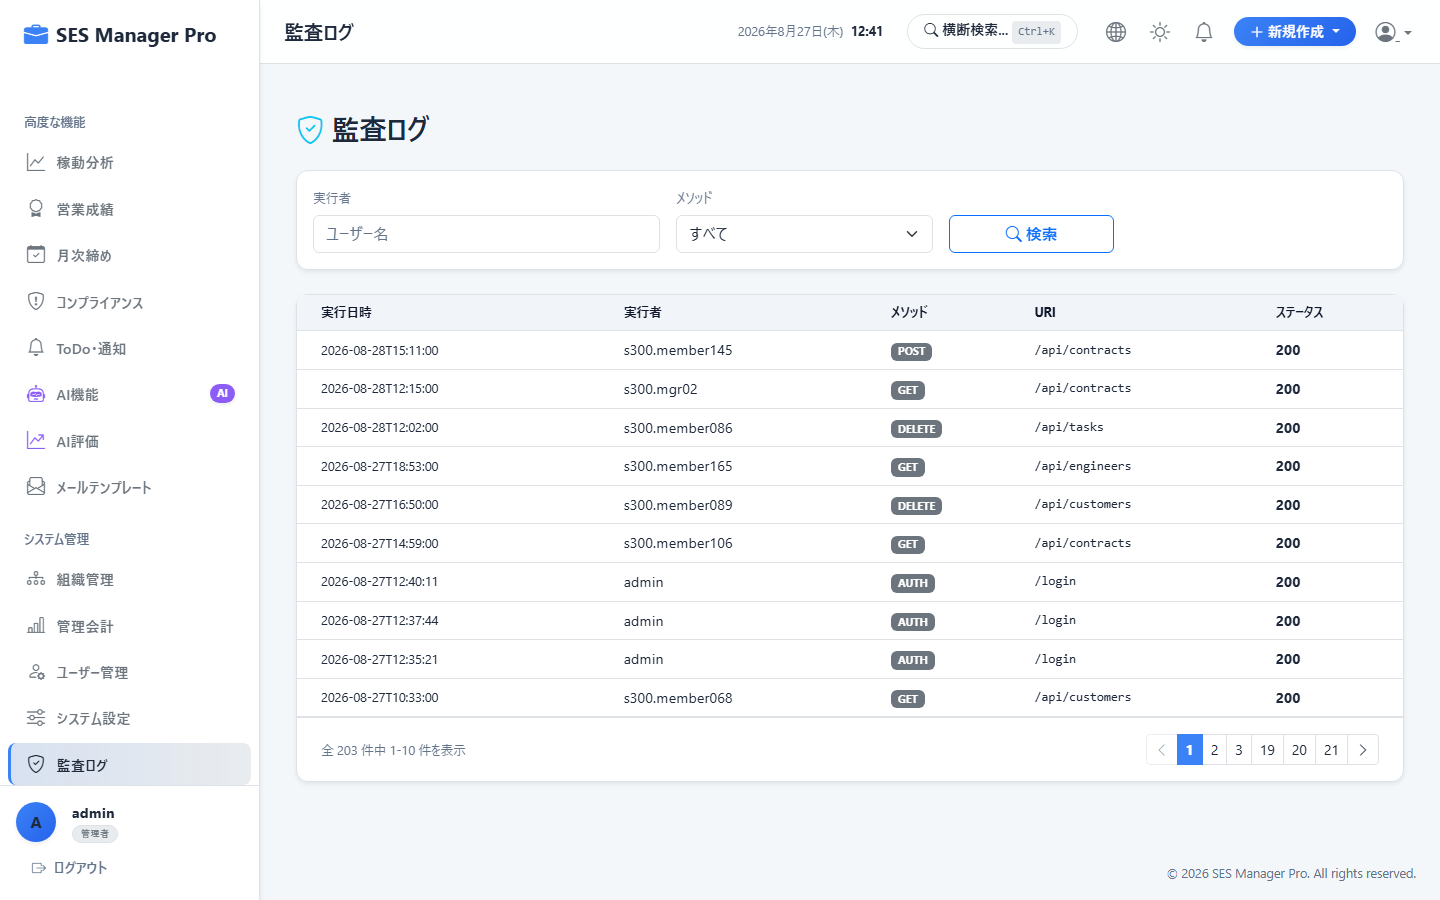 SES Manager Pro
高度な機能
稼動分析
営業成績
月次締め
コンプライアンス
ToDo・通知
AI機能 AI
AI評価
メールテンプレート
システム管理
組織管理
管理会計
ユーザー管理
システム設定
監査ログ
A admin
管理者
ログアウト
監査ログ 2026年8月27日(木) 12:41 横断検索... Ctrl+K 新規作成
監査ログ
実行者 メソッド
ユーザー名 すべて 検索
実行日時 実行者 メソッド URI ステータス
2026-08-28T15:11:00 s300.member145 POST /api/contracts 200
2026-08-28T12:15:00 s300.mgr02 GET /api/contracts 200
2026-08-28T12:02:00 s300.member086 DELETE /api/tasks 200
2026-08-27T18:53:00 s300.member165 GET /api/engineers 200
2026-08-27T16:50:00 s300.member089 DELETE /api/customers 200
2026-08-27T14:59:00 s300.member106 GET /api/contracts 200
2026-08-27T12:40:11 admin AUTH /login 200
2026-08-27T12:37:44 admin AUTH /login 200
2026-08-27T12:35:21 admin AUTH /login 200
2026-08-27T10:33:00 s300.member068 GET /api/customers 200
全 203 件中 1-10 件を表示 1 2 3 19 20 21
© 2026 SES Manager Pro. All rights reserved.